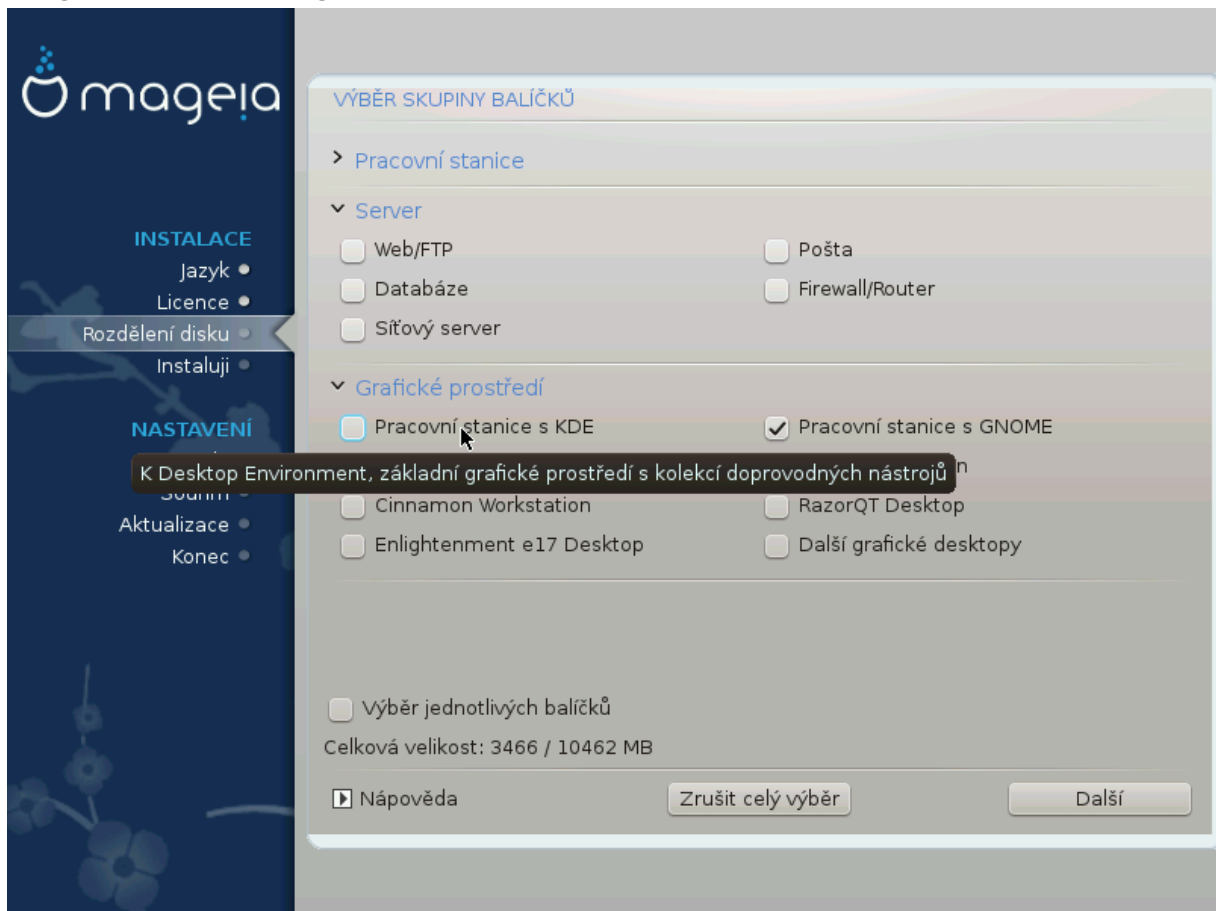 mageia
INSTALACE
Jazyk
Licence
Rozdělení disku
Instaluji
NASTAVENÍ
Aktualizace
Konec
VÝBĚR SKUPINY BALÍČKŮ
Pracovní stanice
Server
Web/FTP
Pošta
Databáze
Firewall/Router
Síťový server
Grafické prostředí
Pracovní stanice s KDE
Pracovní stanice s GNOME
K Desktop Environment, základní grafické prostředí s kolekcí doprovodných nástrojů
Cinnamon Workstation
RazorQT Desktop
Enlightenment e17 Desktop
Další grafické desktopy
Výběr jednotlivých balíčků
Celková velikost: 3466 / 10462 MB
Nápověda
Zrušit celý výběr
Další